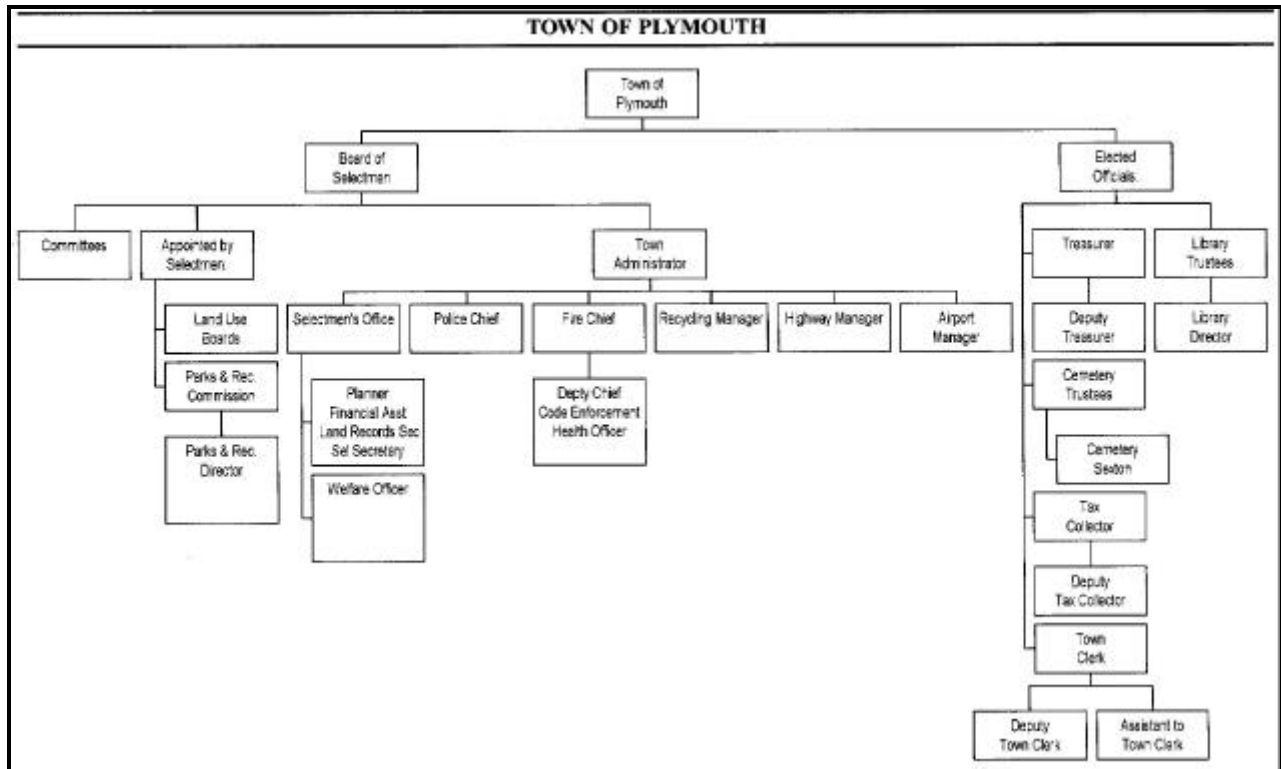 TOWN OF PLYMOUTH
Town of
Plymouth
Board of
Selectmen
Elected
Officials
Committees
Appointed by
Selectmen
Town
Administrator
Treasurer
Library
Trustees
Land Use
Boards
Selectmen's Office
Police Chief
Fire Chief
Recycling Manager
Highway Manager
Airport
Manager
Deputy
Treasurer
Library
Director
Parks & Rec.
Commission
Planner
Financial Asst
Land Records Sec
Sel Secretary
Depty Chief
Code Enforcement
Health Officer
Cemetery
Trustees
Parks & Rec.
Director
Welfare Officer
Cemetery
Sexton
Tax
Collector
Deputy
Tax Collector
Town
Clerk
Deputy
Town Clerk
Assistant to
Town Clerk